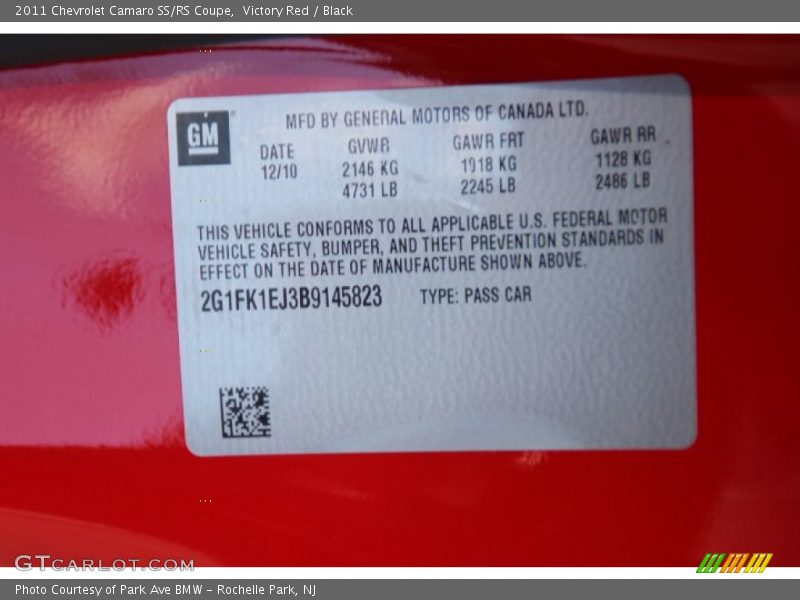 2011 Chevrolet Camaro SS/RS Coupe,  Victory Red / Black
GM
MFD BY GENERAL MOTORS OF CANADA LTD.
DATE GVWR GAWR FRT GAWR RR
12/10 2146 KG 1018 KG 1128 KG
4731 LB 2245 LB 2486 LB
THIS VEHICLE CONFORMS TO ALL APPLICABLE U.S. FEDERAL MOTOR
VEHICLE SAFETY, BUMPER, AND THEFT PREVENTION STANDARDS IN
EFFECT ON THE DATE OF MANUFACTURE SHOWN ABOVE.
2G1FK1EJ3B9145823 TYPE: PASS CAR
GTCARLOT.COM
Photo Courtesy of Park Ave BMW - Rochelle Park, NJ